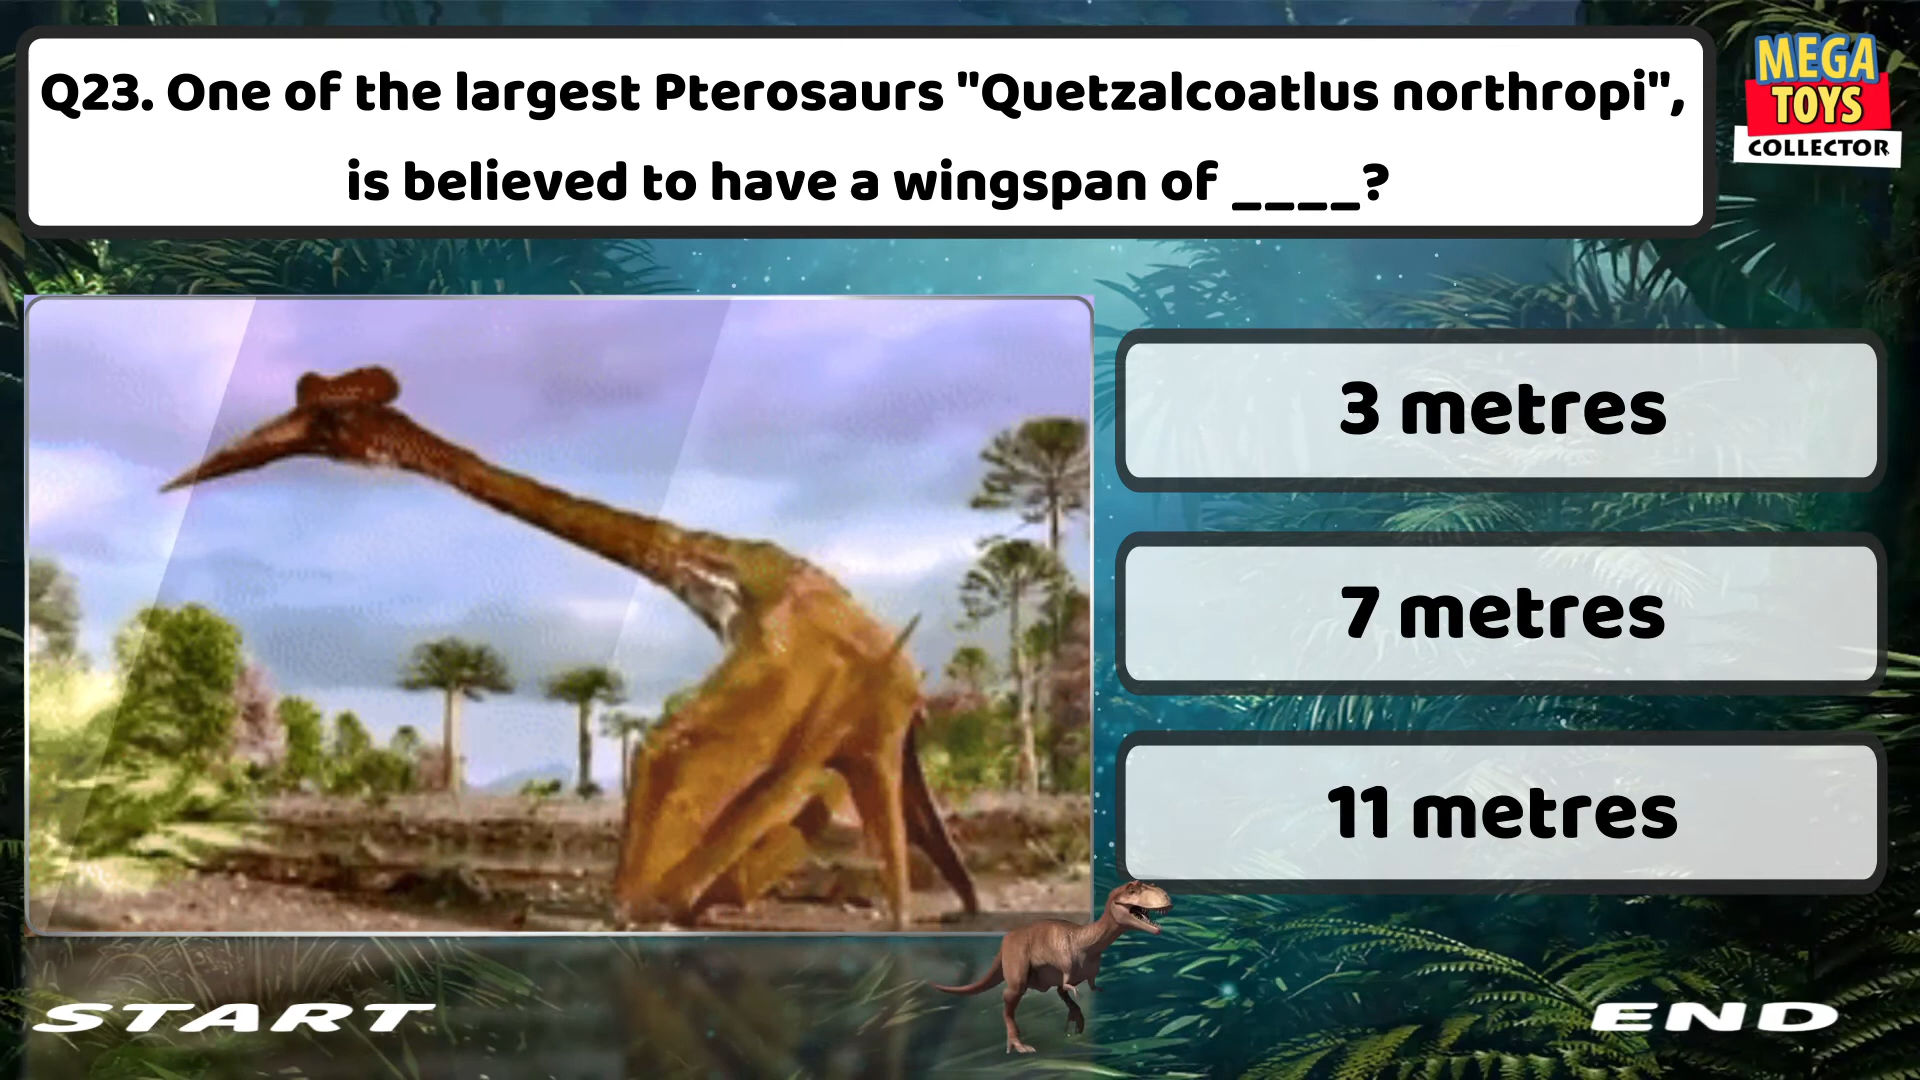 Q23. One of the largest Pterosaurs "Quetzalcoatlus northropi",
is believed to have a wingspan of ____?
MEGA
TOYS
COLLECTOR
3 metres
7 metres
11 metres
START
END